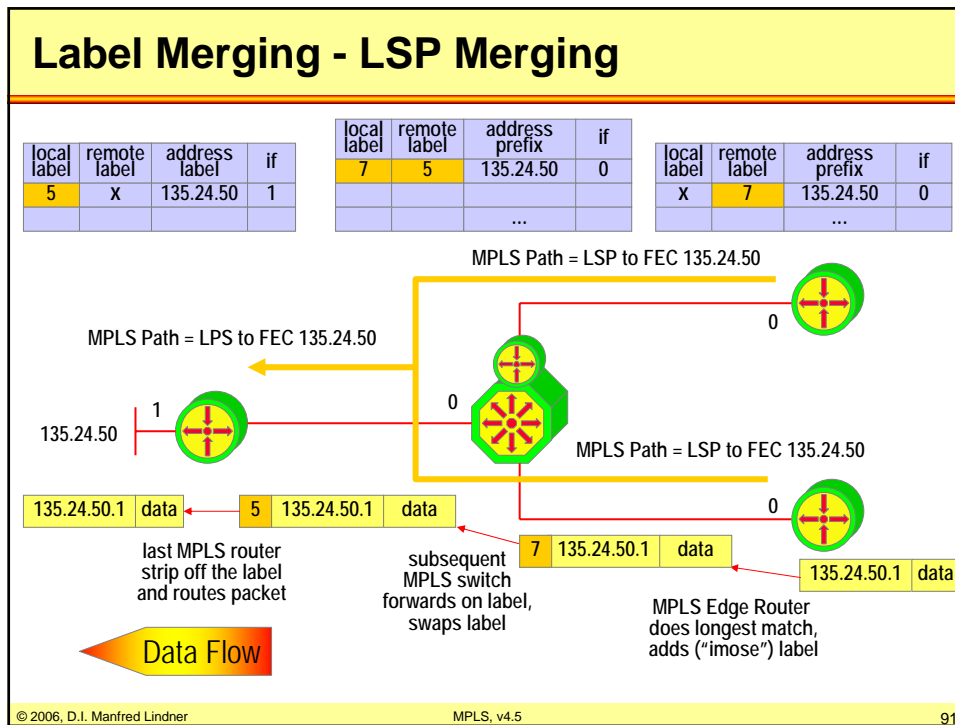 Label Merging - LSP Merging
local label remote label address label if
5 X 135.24.50 1
local label remote label address prefix if
7 5 135.24.50 0
...
local label remote label address prefix if
X 7 135.24.50 0
...
MPLS Path = LSP to FEC 135.24.50
0
MPLS Path = LPS to FEC 135.24.50
1
0
135.24.50
MPLS Path = LSP to FEC 135.24.50
0
135.24.50.1 data
5 135.24.50.1 data
7 135.24.50.1 data
135.24.50.1 data
last MPLS router
strip off the label
and routes packet
subsequent
MPLS switch
forwards on label,
swaps label
MPLS Edge Router
does longest match,
adds ("imose") label
Data Flow
© 2006, D.I. Manfred Lindner
MPLS, v4.5
91